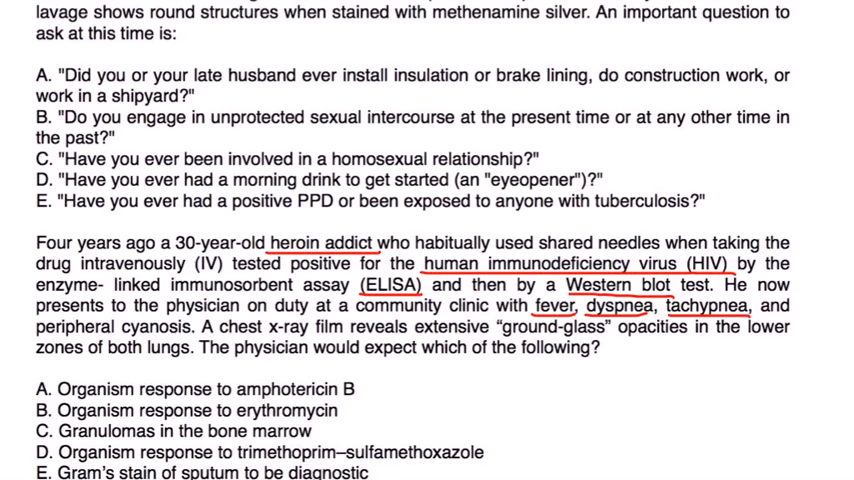 lavage shows round structures when stained with methenamine silver. An important question to
ask at this time is:
A. "Did you or your late husband ever install insulation or brake lining, do construction work, or
work in a shipyard?"
B. "Do you engage in unprotected sexual intercourse at the present time or at any other time in
the past?"
C. "Have you ever been involved in a homosexual relationship?"
D. "Have you ever had a morning drink to get started (an "eyeopener")?"
E. "Have you ever had a positive PPD or been exposed to anyone with tuberculosis?"
Four years ago a 30-year-old heroin addict who habitually used shared needles when taking the
drug intravenously (IV) tested positive for the human immunodeficiency virus (HIV) by the
enzyme- linked immunosorbent assay (ELISA) and then by a Western blot test. He now
presents to the physician on duty at a community clinic with fever, dyspnea, tachypnea, and
peripheral cyanosis. A chest x-ray film reveals extensive “ground-glass” opacities in the lower
zones of both lungs. The physician would expect which of the following?
A. Organism response to amphotericin B
B. Organism response to erythromycin
C. Granulomas in the bone marrow
D. Organism response to trimethoprim–sulfamethoxazole
E. Gram’s stain of sputum to be diagnostic